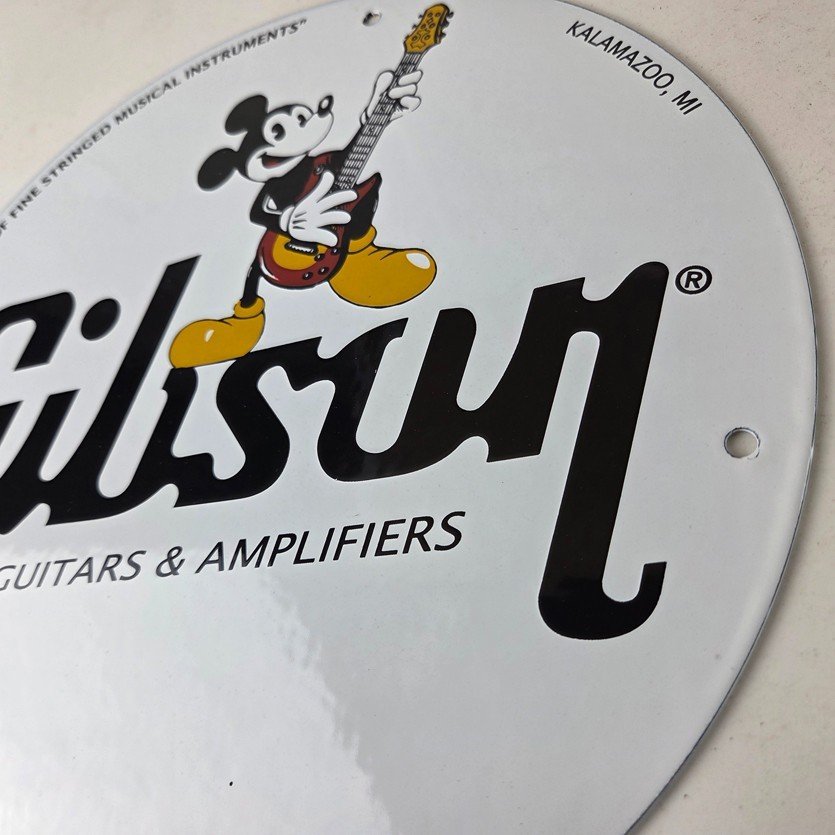 OF FINE STRINGED MUSICAL INSTRUMENTS"
KALAMAZOO, MI
Gibson®
GUITARS & AMPLIFIERS